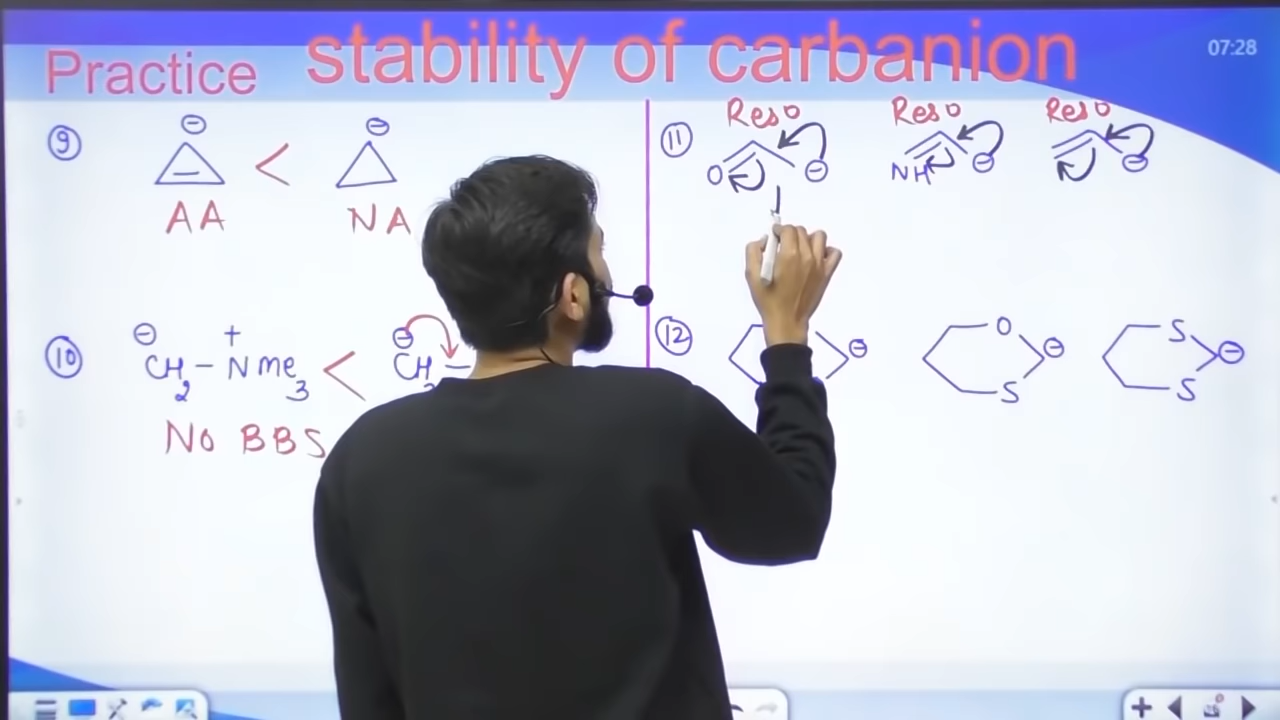 Practice stability of carbanion
07:28
9
⊖ < ⊖
AA NA
10
⊖ +
CH2 – NMe3 < ⊖ CH
No BBS
11
Reso Reso Reso
O ⊖ NH ⊖ ⊖
12
⊖
O S ⊖
S S ⊖